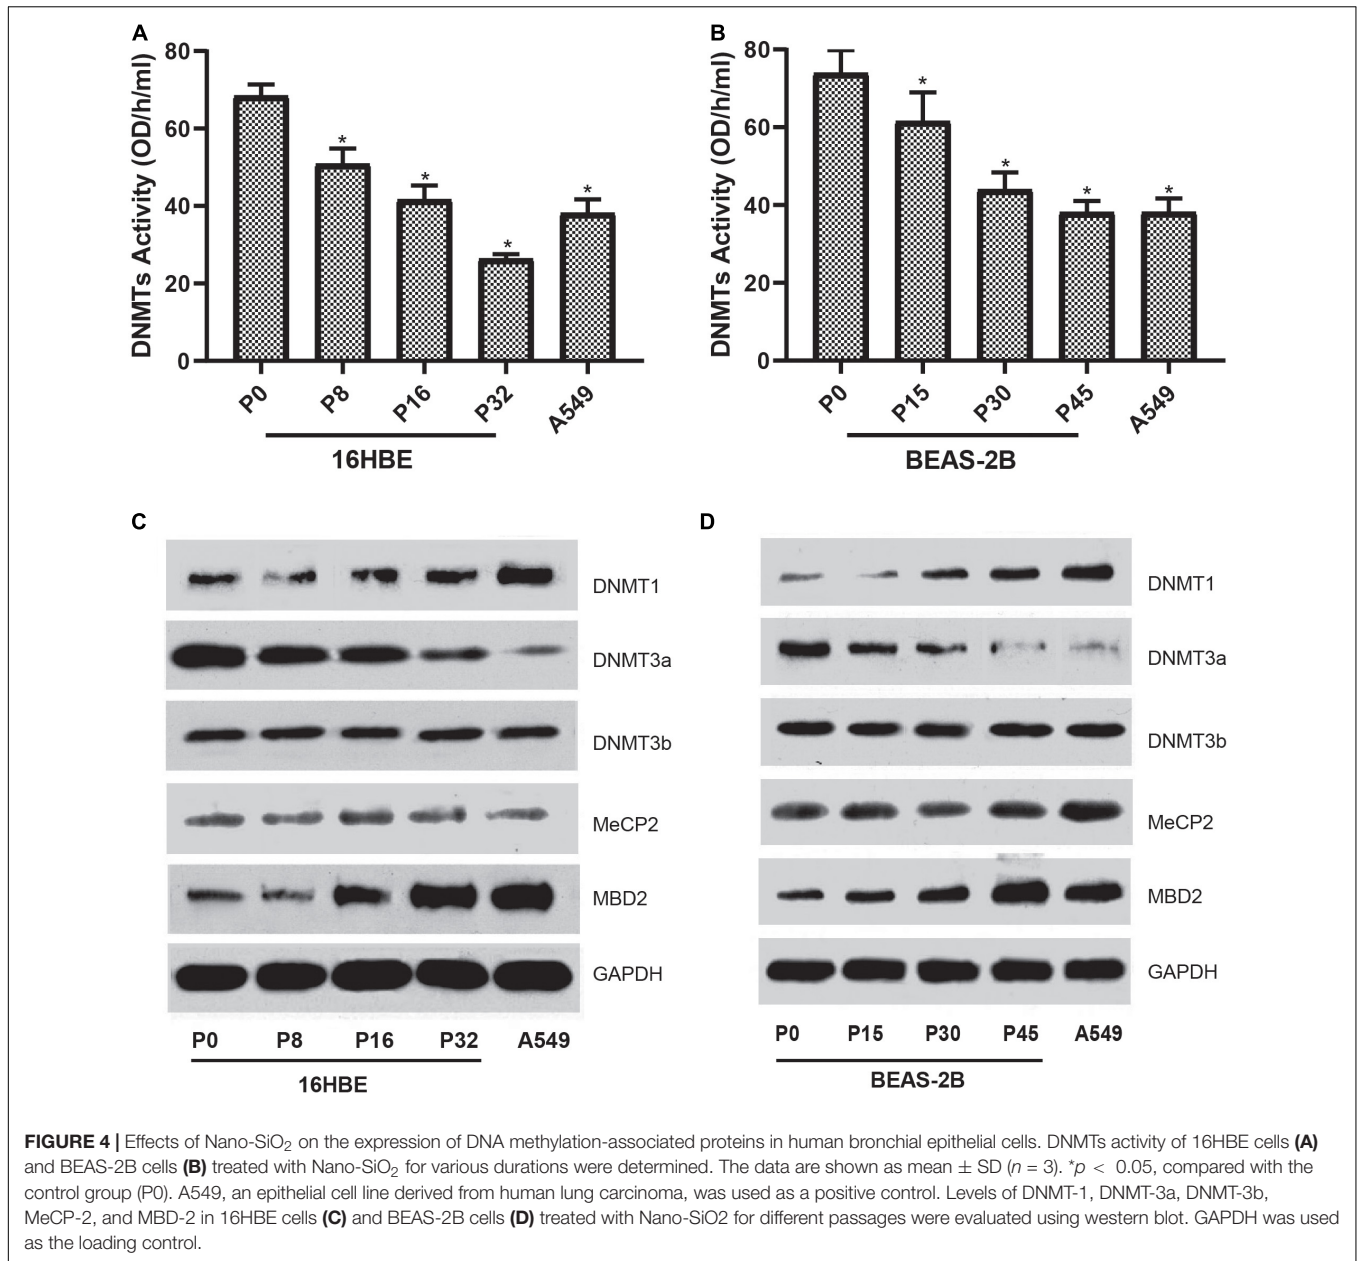 A
DNMTs Activity (OD/h/ml)
80
60
40
20
0
*
*
*
*
P0 P8 P16 P32 A549
16HBE
B
DNMTs Activity (OD/h/ml)
80
60
40
20
0
*
*
*
*
P0 P15 P30 P45 A549
BEAS-2B
C
DNMT1
DNMT3a
DNMT3b
MeCP2
MBD2
GAPDH
P0 P8 P16 P32 A549
16HBE
D
DNMT1
DNMT3a
DNMT3b
MeCP2
MBD2
GAPDH
P0 P15 P30 P45 A549
BEAS-2B
FIGURE 4 | Effects of Nano-SiO₂ on the expression of DNA methylation-associated proteins in human bronchial epithelial cells. DNMTs activity of 16HBE cells (A)
and BEAS-2B cells (B) treated with Nano-SiO₂ for various durations were determined. The data are shown as mean ± SD (n = 3). *p < 0.05, compared with the
control group (P0). A549, an epithelial cell line derived from human lung carcinoma, was used as a positive control. Levels of DNMT-1, DNMT-3a, DNMT-3b,
MeCP-2, and MBD-2 in 16HBE cells (C) and BEAS-2B cells (D) treated with Nano-SiO2 for different passages were evaluated using western blot. GAPDH was used
as the loading control.